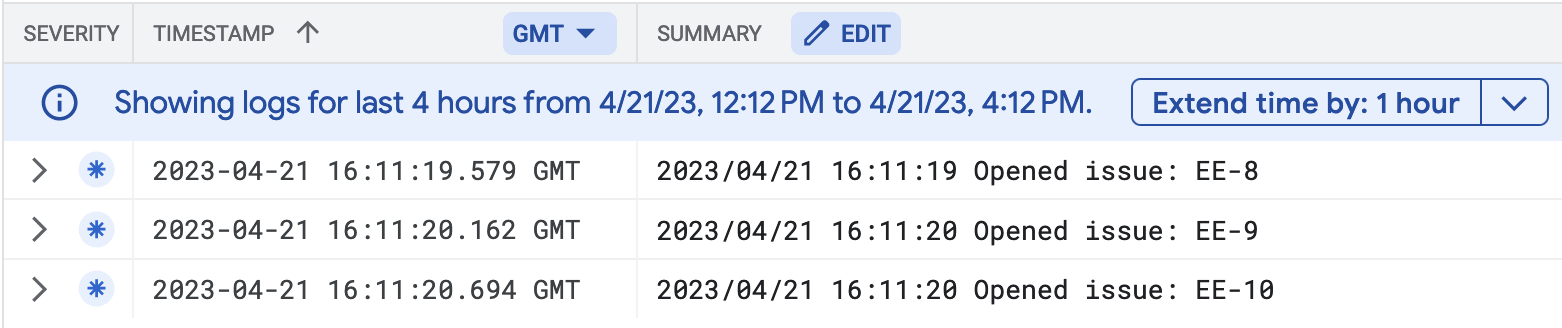 SEVERITY TIMESTAMP GMT SUMMARY EDIT
Showing logs for last 4 hours from 4/21/23, 12:12 PM to 4/21/23, 4:12 PM. Extend time by: 1 hour
2023-04-21 16:11:19.579 GMT 2023/04/21 16:11:19 Opened issue: EE-8
2023-04-21 16:11:20.162 GMT 2023/04/21 16:11:20 Opened issue: EE-9
2023-04-21 16:11:20.694 GMT 2023/04/21 16:11:20 Opened issue: EE-10